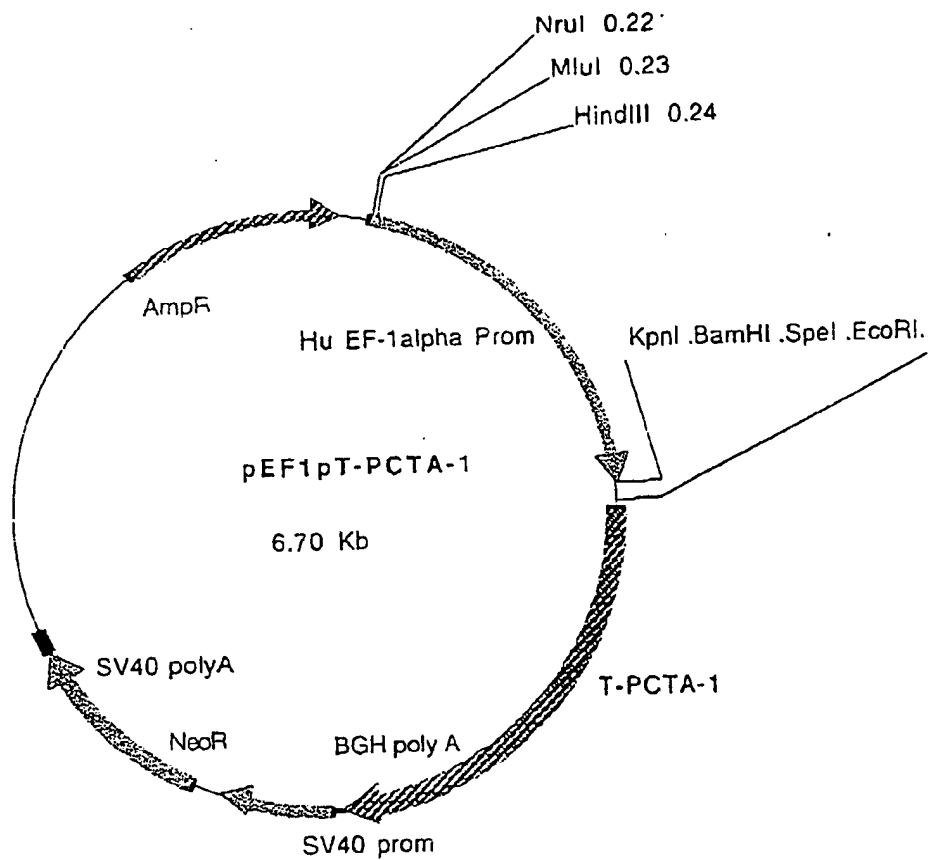 NruI 0.22
MluI 0.23
HindIII 0.24
AmpR
Hu EF-1alpha Prom
KpnI .BamHI .SpeI .EcoRI.
pEF1pT-PCTA-1
6.70 Kb
SV40 polyA
T-PCTA-1
NeoR
BGH poly A
SV40 prom